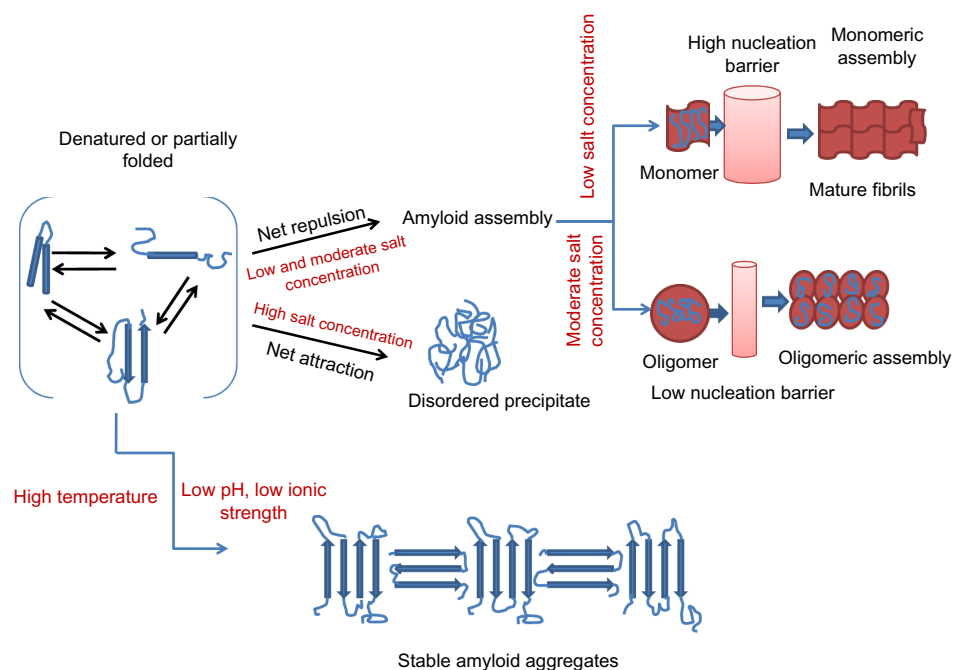 Denatured or partially
folded
Net repulsion
Low and moderate salt
concentration
High salt concentration
Net attraction
Amyloid assembly
Disordered precipitate
Low salt concentration
Moderate salt
concentration
High nucleation
barrier
Monomeric
assembly
Monomer
Mature fibrils
Oligomer
Oligomeric assembly
Low nucleation barrier
High temperature
Low pH, low ionic
strength
Stable amyloid aggregates